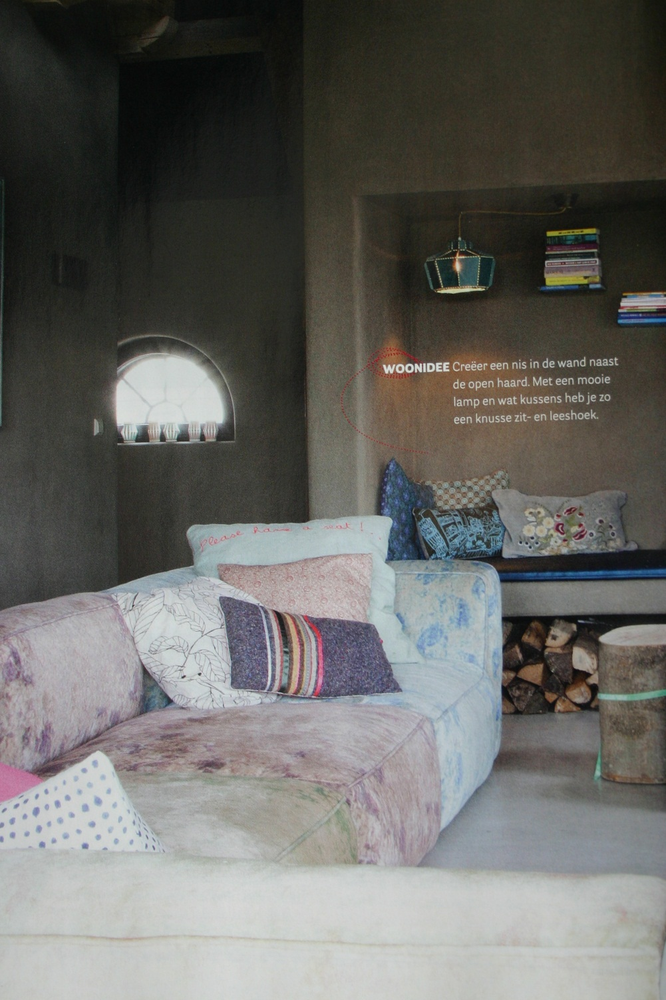 WOONIDEE Creëer een nis in de wand naast
de open haard. Met een mooie
lamp en wat kussens heb je zo
een knusse zit- en leeshoek.
Please have a seat!...